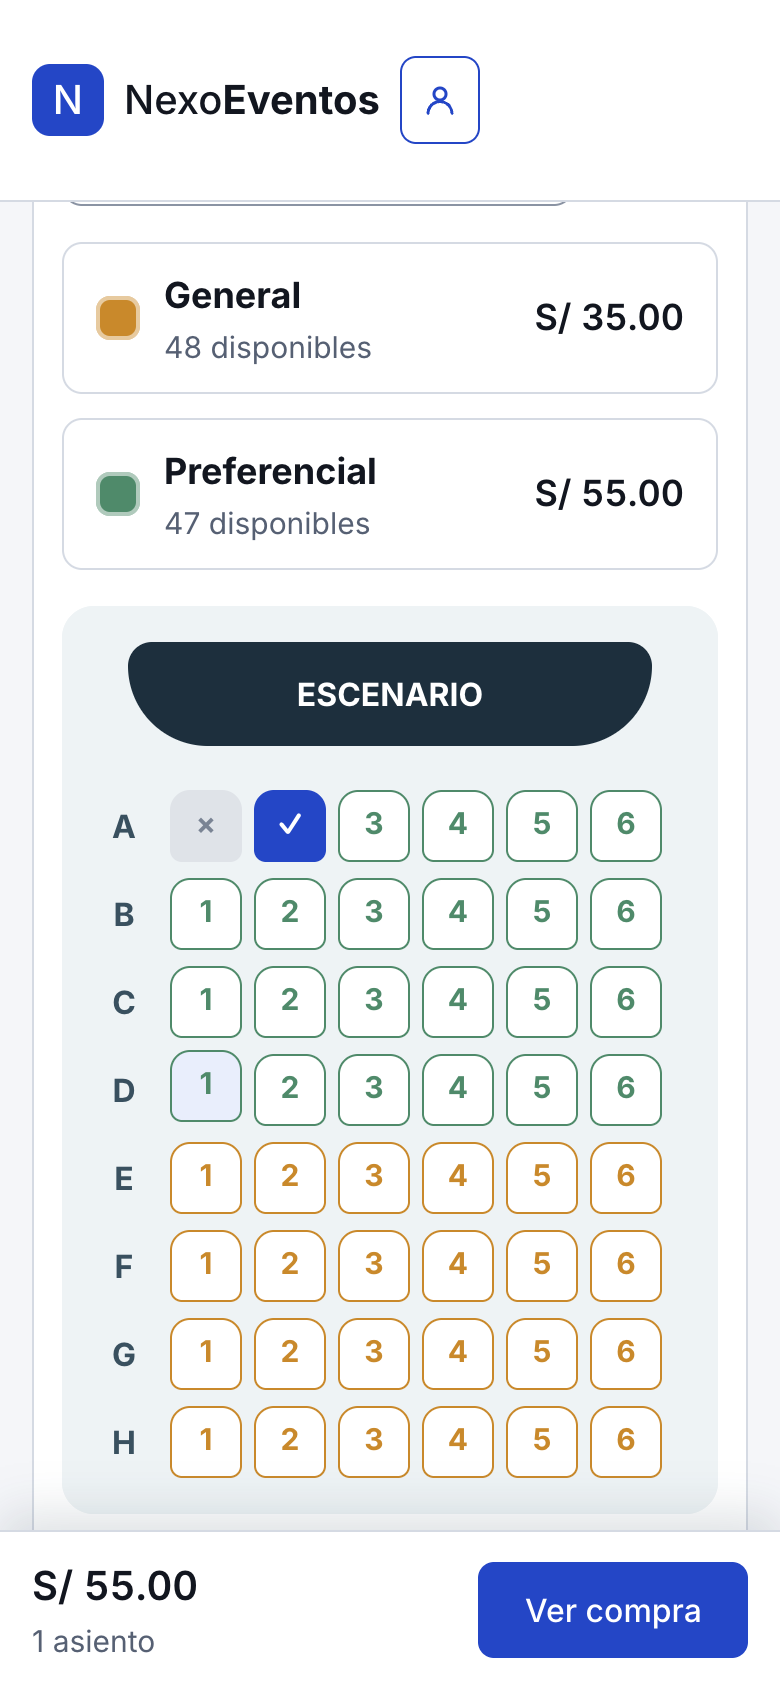 N NexoEventos
General
48 disponibles
S/ 35.00
Preferencial
47 disponibles
S/ 55.00
ESCENARIO
A × ✓ 3 4 5 6
B 1 2 3 4 5 6
C 1 2 3 4 5 6
D 1 2 3 4 5 6
E 1 2 3 4 5 6
F 1 2 3 4 5 6
G 1 2 3 4 5 6
H 1 2 3 4 5 6
S/ 55.00
1 asiento
Ver compra